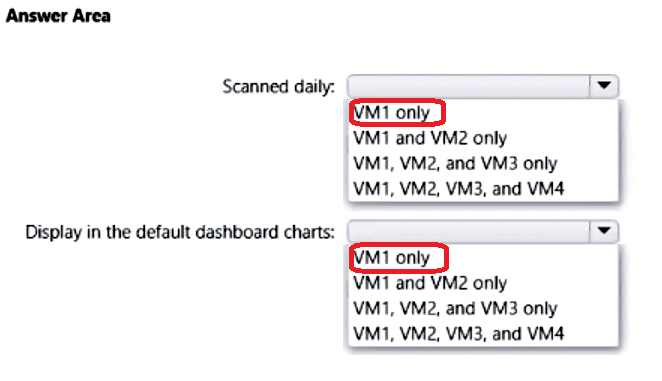 Answer Area
Scanned daily:
VM1 only
VM1 and VM2 only
VM1, VM2, and VM3 only
VM1, VM2, VM3, and VM4
Display in the default dashboard charts:
VM1 only
VM1 and VM2 only
VM1, VM2, and VM3 only
VM1, VM2, VM3, and VM4